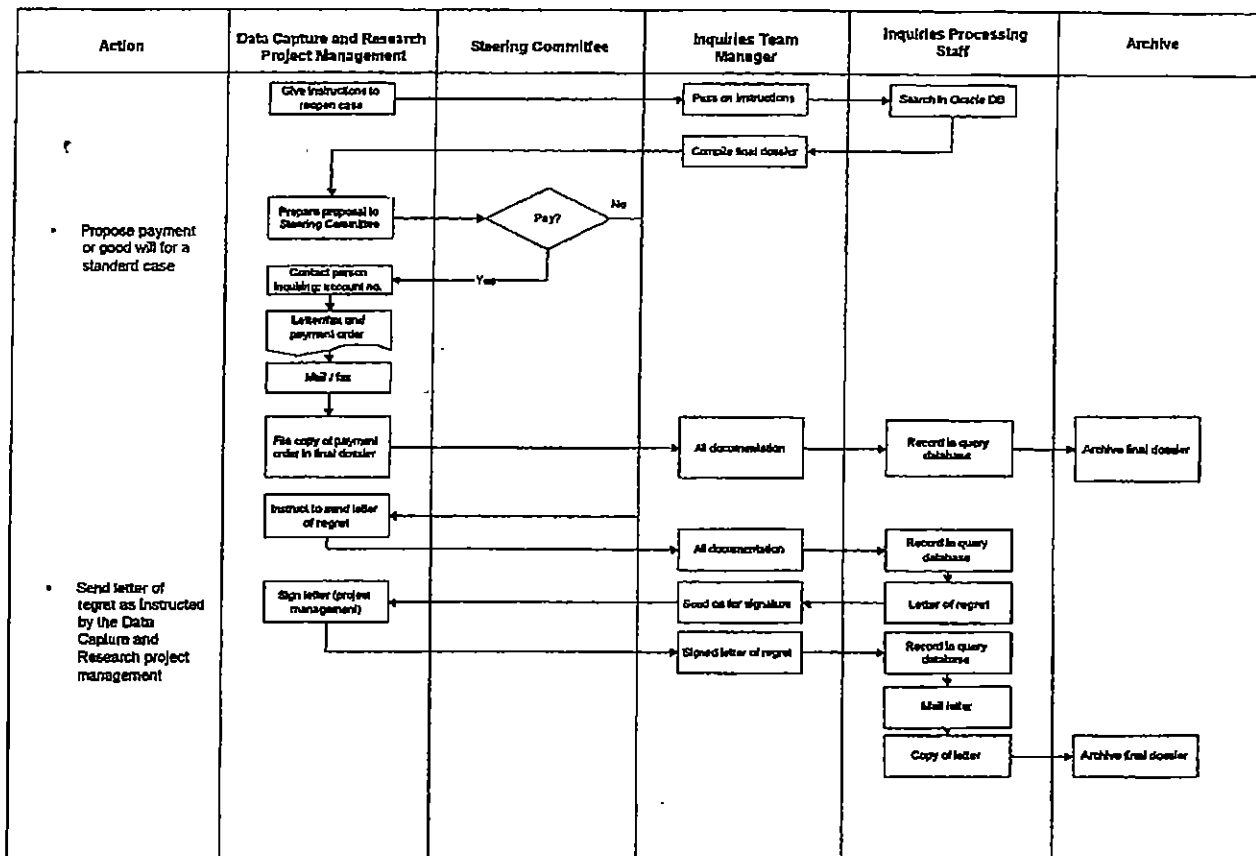 Action
Data Capture and Research
Project Management
Steering Committee
Inquiries Team
Manager
Inquiries Processing
Staff
Archive
Give instructions to
reopen case
Pass on instructions
Search in Oracle DB
Compile final dossier
Prepare proposal to
Steering Committee
Pay?
No
• Propose payment
or good will for a
standard case
Contact person
inquiring: account no.
Yes
Letter/fax and
payment order
Mail / fax
File copy of payment
order in final dossier
All documentation
Record in query
database
Archive final dossier
Instruct to send letter
of regret
All documentation
Record in query
database
• Send letter of
regret as instructed
by the Data
Capture and
Research project
management
Sign letter (project
management)
Send on for signature
Letter of regret
Signed letter of regret
Record in query
database
Mail letter
Copy of letter
Archive final dossier